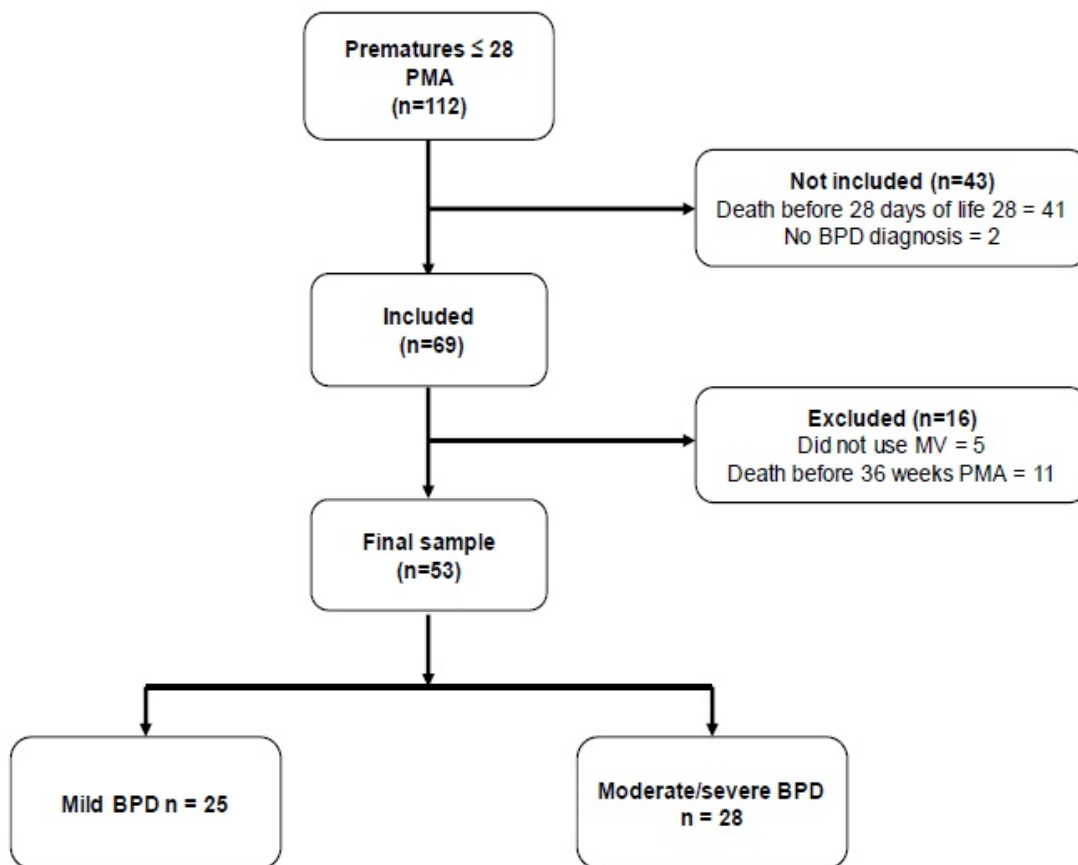 Prematures ≤ 28
PMA
(n=112)
Not included (n=43)
Death before 28 days of life 28 = 41
No BPD diagnosis = 2
Included
(n=69)
Excluded (n=16)
Did not use MV = 5
Death before 36 weeks PMA = 11
Final sample
(n=53)
Mild BPD n = 25
Moderate/severe BPD
n = 28